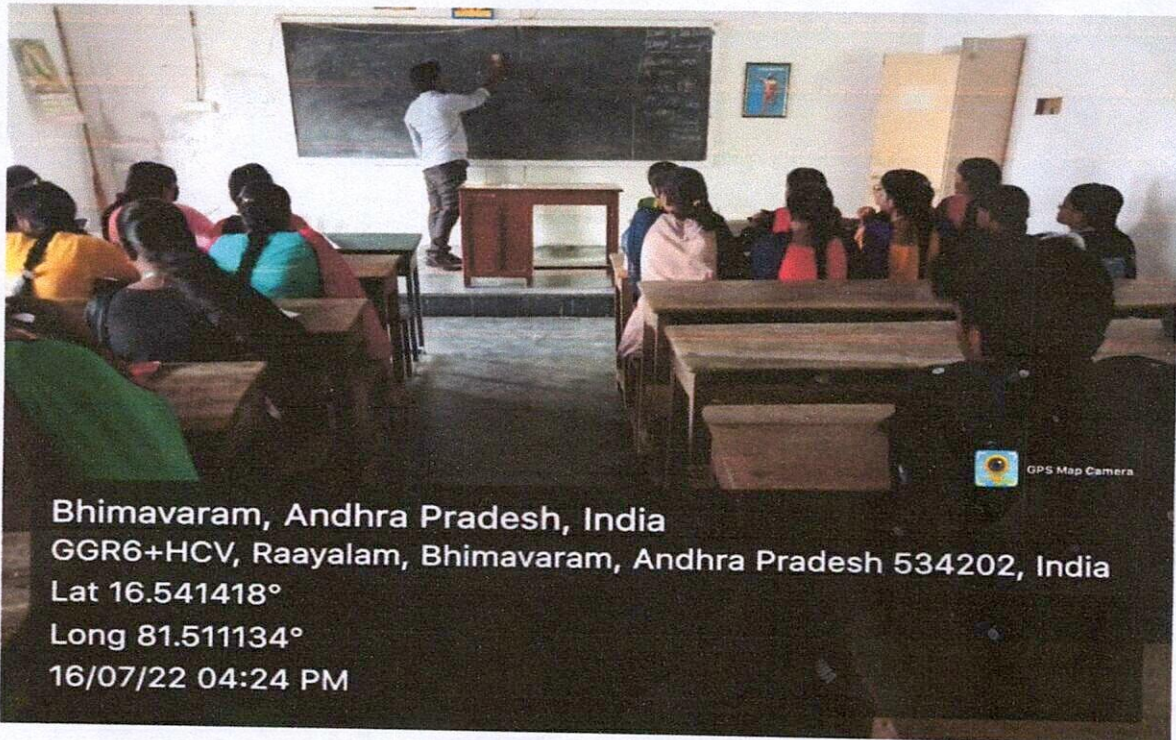 GPS Map Camera
Bhimavaram, Andhra Pradesh, India
GGR6+HCV, Raayalam, Bhimavaram, Andhra Pradesh 534202, India
Lat 16.541418°
Long 81.511134°
16/07/22 04:24 PM